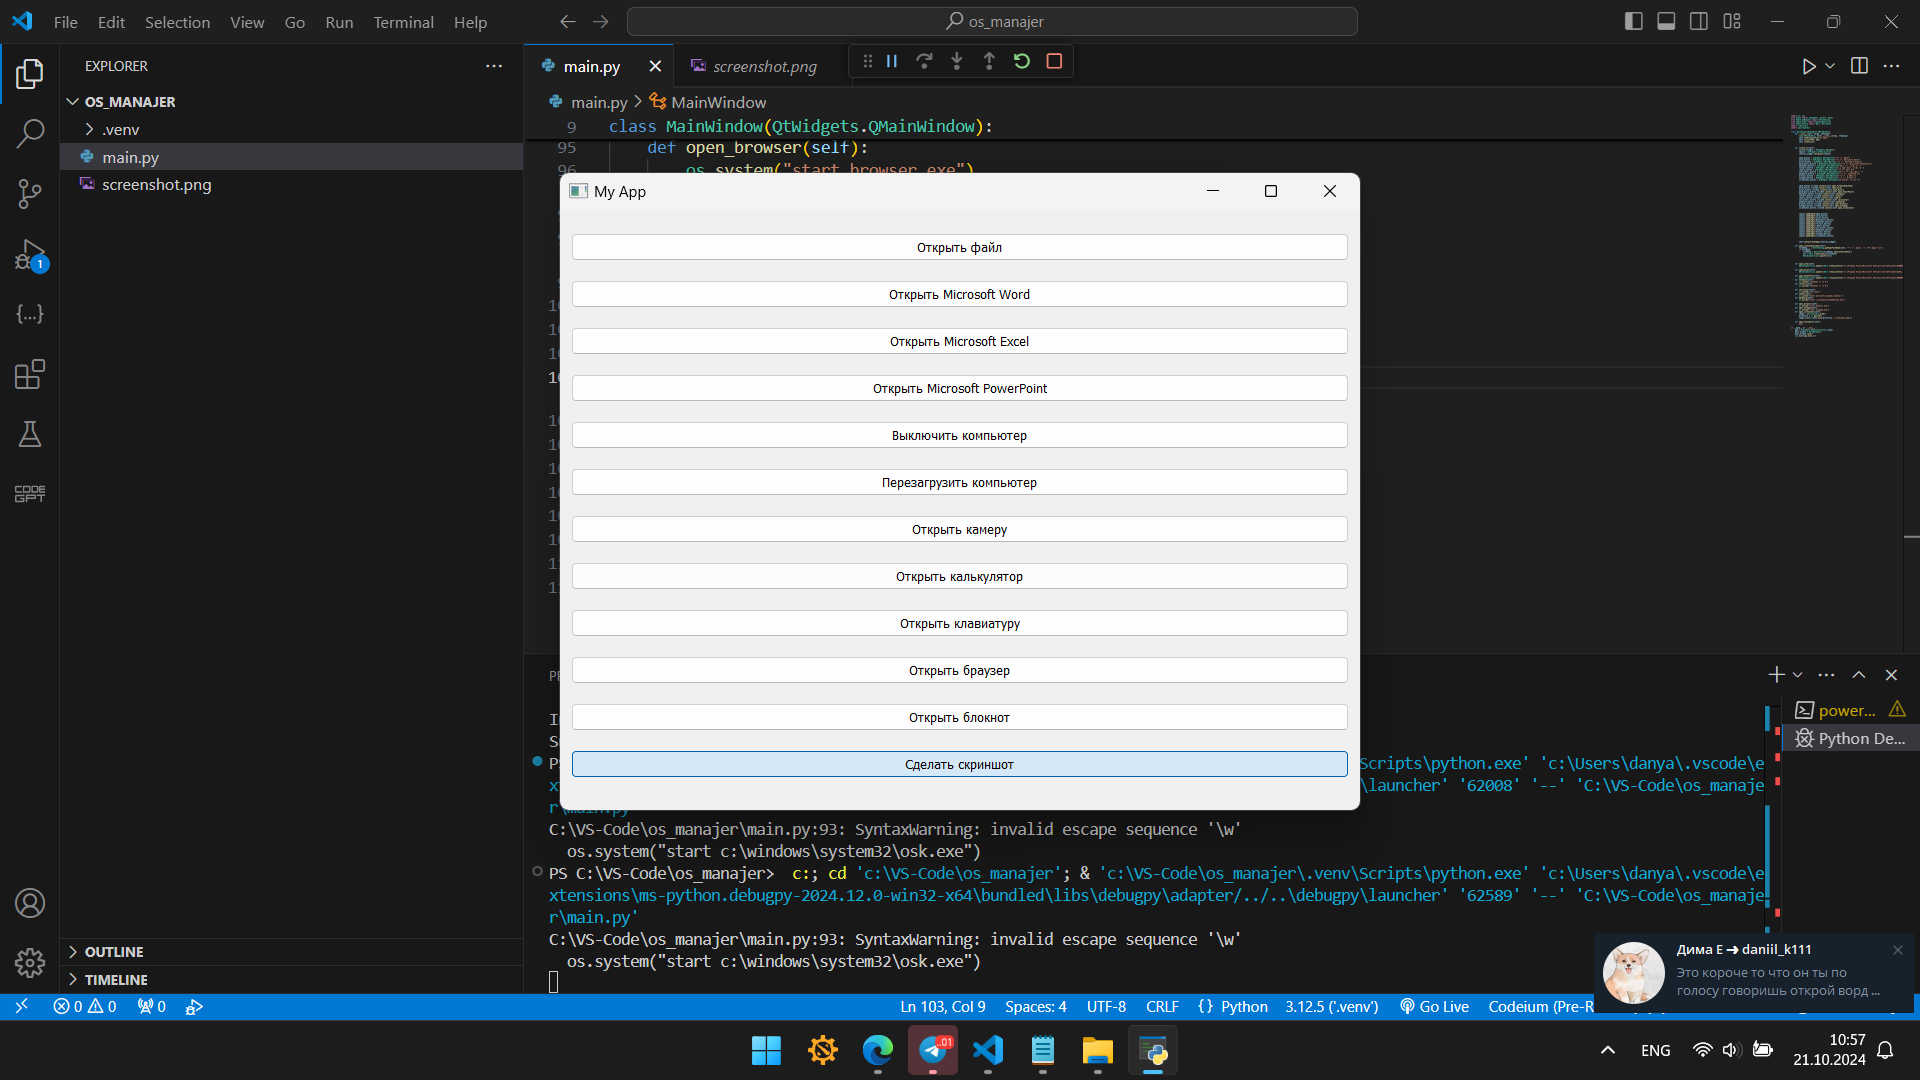 File Edit Selection View Go Run Terminal Help
os_manajer
EXPLORER
OS_MANAJER
.venv
main.py
screenshot.png
main.py
screenshot.png
main.py > MainWindow
9 class MainWindow(QtWidgets.QMainWindow):
95 def open_browser(self):
96 os.system("start browser.exe")
My App
Открыть файл
Открыть Microsoft Word
Открыть Microsoft Excel
Открыть Microsoft PowerPoint
Выключить компьютер
Перезагрузить компьютер
Открыть камеру
Открыть калькулятор
Открыть клавиатуру
Открыть браузер
Открыть блокнот
Сделать скриншот
power...
Python De...
Scripts\python.exe' 'c:\Users\danya\.vscode\e
\launcher' '62008' '--' 'C:\VS-Code\os_manaje
r\main.py'
C:\VS-Code\os_manajer\main.py:93: SyntaxWarning: invalid escape sequence '\w'
os.system("start c:\windows\system32\osk.exe")
PS C:\VS-Code\os_manajer> c:; cd 'c:\VS-Code\os_manajer'; & 'c:\VS-Code\os_manajer\.venv\Scripts\python.exe' 'c:\Users\danya\.vscode\e
xtensions\ms-python.debugpy-2024.12.0-win32-x64\bundled\libs\debugpy\adapter/../..\debugpy\launcher' '62589' '--' 'C:\VS-Code\os_manaje
r\main.py'
C:\VS-Code\os_manajer\main.py:93: SyntaxWarning: invalid escape sequence '\w'
os.system("start c:\windows\system32\osk.exe")
1
CODE
GPT
OUTLINE
TIMELINE
Дима Е ➜ daniil_k111
Это короче то что он ты по
голосу говоришь открой ворд ...
0 0 0
Ln 103, Col 9 Spaces: 4 UTF-8 CRLF {} Python 3.12.5 ('.venv') Go Live Codeium (Pre-R
..01
ENG
10:57
21.10.2024